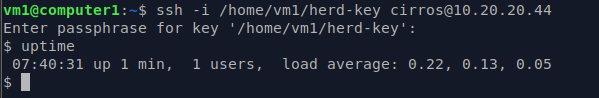 vm1@computer1:~$ ssh -i /home/vm1/herd-key cirros@10.20.20.44
Enter passphrase for key '/home/vm1/herd-key':
$ uptime
 07:40:31 up 1 min,  1 users,  load average: 0.22, 0.13, 0.05
$